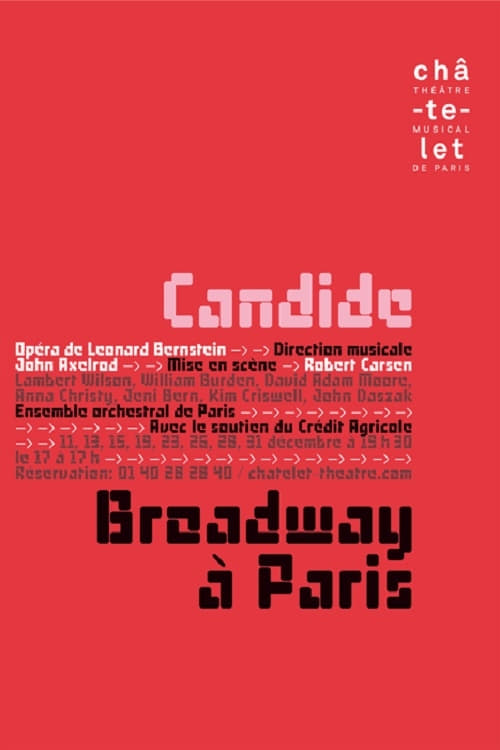 châ
THÉÂTRE
-te-
MUSICAL
let
DE PARIS
Candide
Opéra de Leonard Bernstein –> –> Direction musicale
John Axelrod –> –> Mise en scène –> Robert Carsen
Lambert Wilson, William Burden, David Adam Moore,
Anna Christy, Jeni Bern, Kim Criswell, John Daszak
Ensemble orchestral de Paris –> –> –> –> –> –> –> –>
–> –> –> –> –> –> Avec le soutien du Crédit Agricole
–> –> 11, 13, 15, 19, 23, 26, 28, 31 décembre à 19 h 30
le 17 à 17 h –> –> –> –> –> –> –> –> –> –> –> –>
Réservation: 01 40 28 28 40 / chatelet-theatre.com
Broadway
à Paris